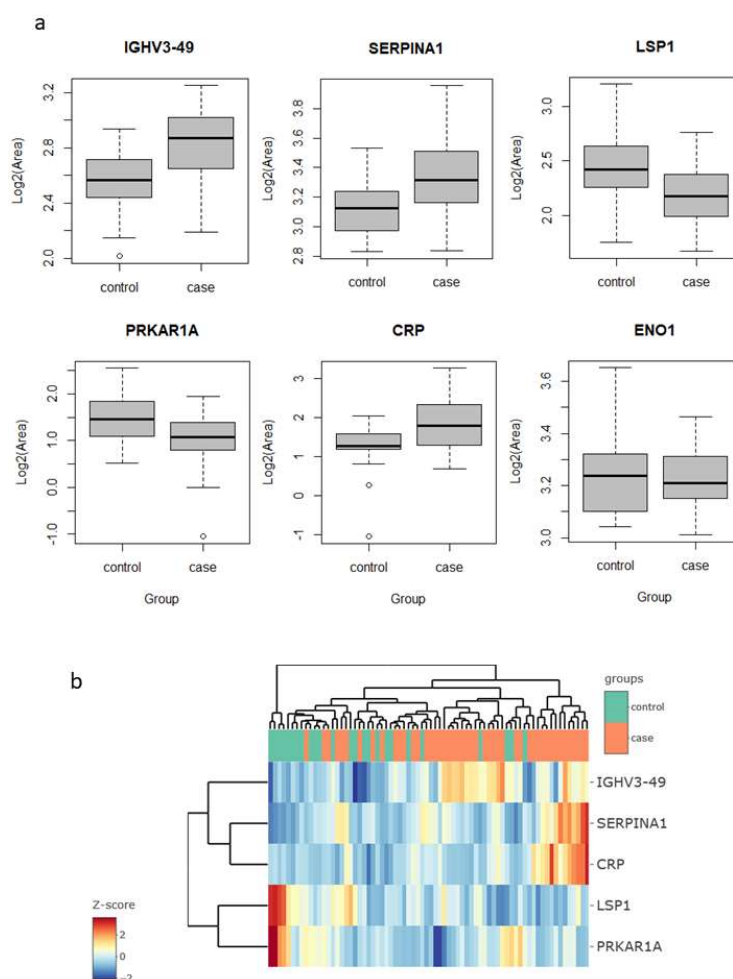 a
IGHV3-49
SERPINA1
LSP1
Log2(Area)
2.0 2.4 2.8 3.2
control case
Log2(Area)
2.8 3.0 3.2 3.4 3.6 3.8
control case
Log2(Area)
2.0 2.5 3.0
control case
PRKAR1A
CRP
ENO1
Log2(Area)
-1.0 0.0 1.0 2.0
control case
Group
Log2(Area)
-1 0 1 2 3
control case
Group
Log2(Area)
3.0 3.2 3.4 3.6
control case
Group
b
groups
control
case
IGHV3-49
SERPINA1
CRP
LSP1
PRKAR1A
Z-score
2
0
-2